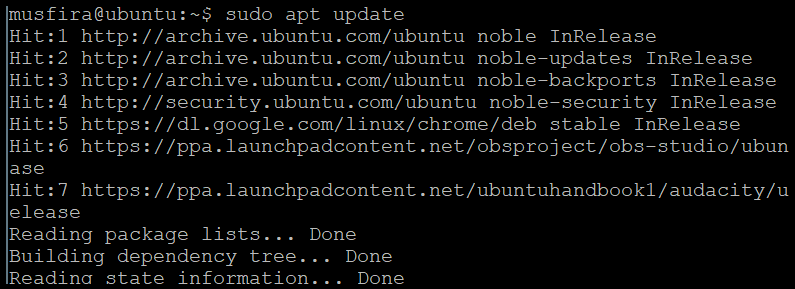 musfira@ubuntu:~$ sudo apt update
Hit:1 http://archive.ubuntu.com/ubuntu noble InRelease
Hit:2 http://archive.ubuntu.com/ubuntu noble-updates InRelease
Hit:3 http://archive.ubuntu.com/ubuntu noble-backports InRelease
Hit:4 http://security.ubuntu.com/ubuntu noble-security InRelease
Hit:5 https://dl.google.com/linux/chrome/deb stable InRelease
Hit:6 https://ppa.launchpadcontent.net/obsproject/obs-studio/ubun
ase
Hit:7 https://ppa.launchpadcontent.net/ubuntuhandbook1/audacity/u
elease
Reading package lists... Done
Building dependency tree... Done
Reading state information... Done